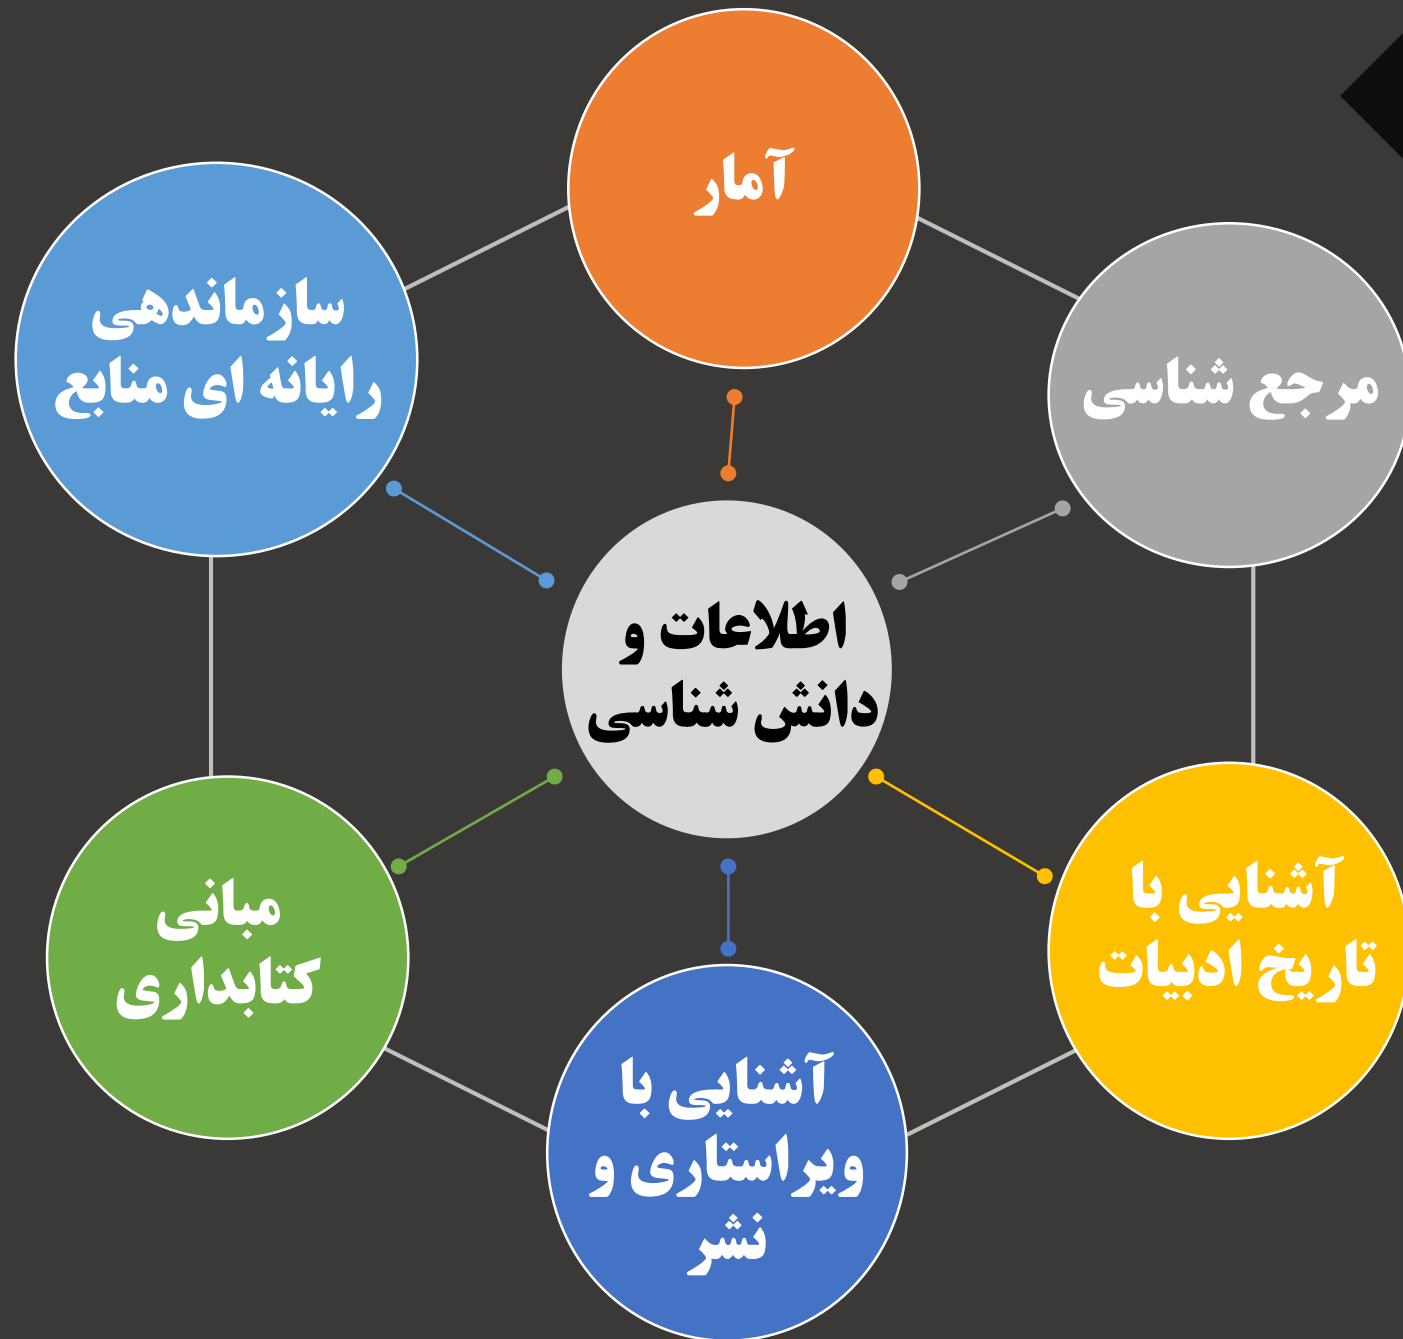 آمار
مرجع شناسی
سازماندهی
رایانه ای منابع
اطلاعات و
دانش شناسی
آشنایی با
تاریخ ادبیات
مبانی
کتابداری
آشنایی با
ویراستاری و
نشر